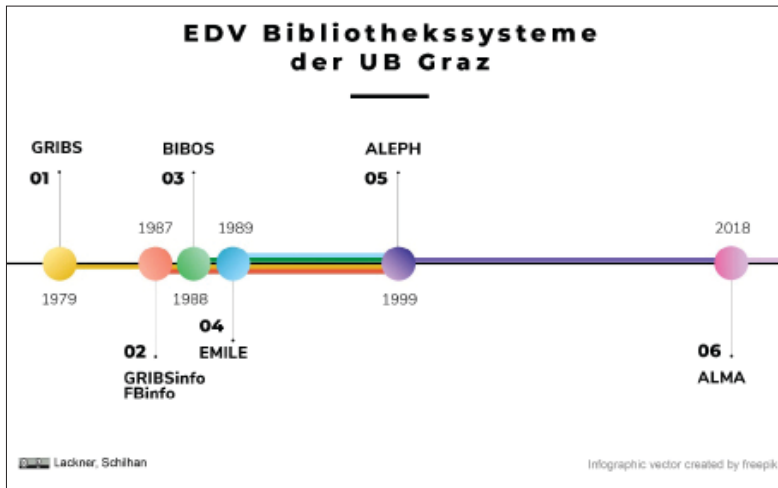 EDV Bibliothekssysteme
der UB Graz
GRIBS
01
BIBOS
03
ALEPH
05
1987
1989
2018
1979
1988
1999
02
GRIBSinfo
FBinfo
04
EMILE
06
ALMA
Lackner, Schilhan
Infographic vector created by freepik